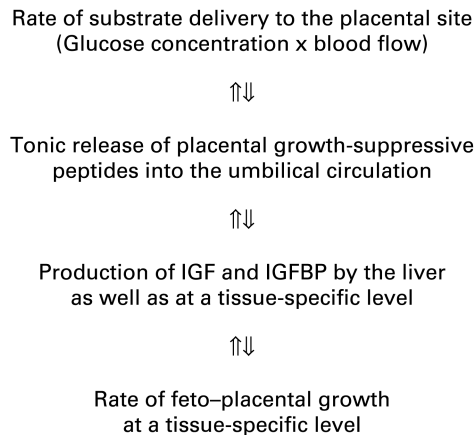 Rate of substrate delivery to the placental site
(Glucose concentration x blood flow)
⇑⇓
Tonic release of placental growth-suppressive
peptides into the umbilical circulation
⇑⇓
Production of IGF and IGFBP by the liver
as well as at a tissue-specific level
⇑⇓
Rate of feto–placental growth
at a tissue-specific level